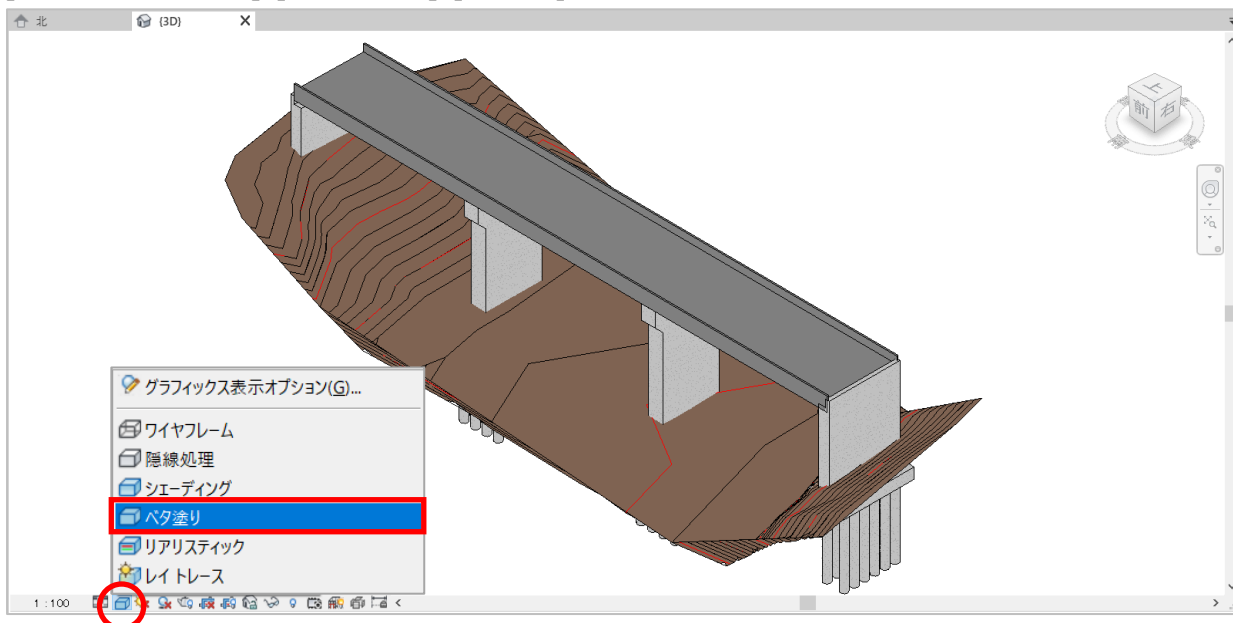 北
{3D}
上
前
右
グラフィックス表示オプション(G)...
ワイヤフレーム
隠線処理
シェーディング
ベタ塗り
リアリスティック
レイ トレース
1 : 100